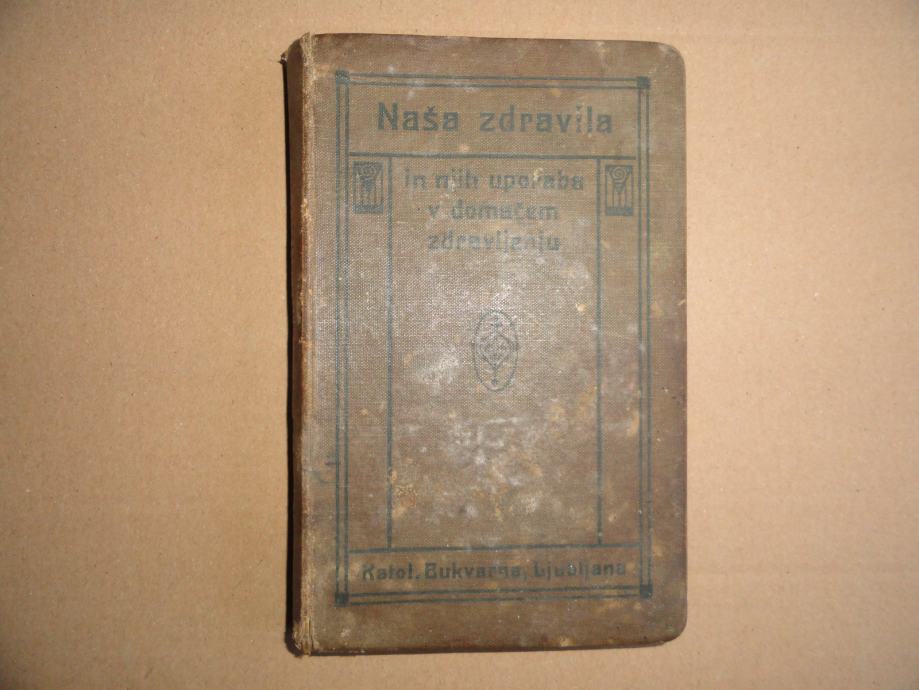 Naša zdravila
in njih uporaba
v domačem
zdravljenju
Katol. Bukvarna, Ljubljana